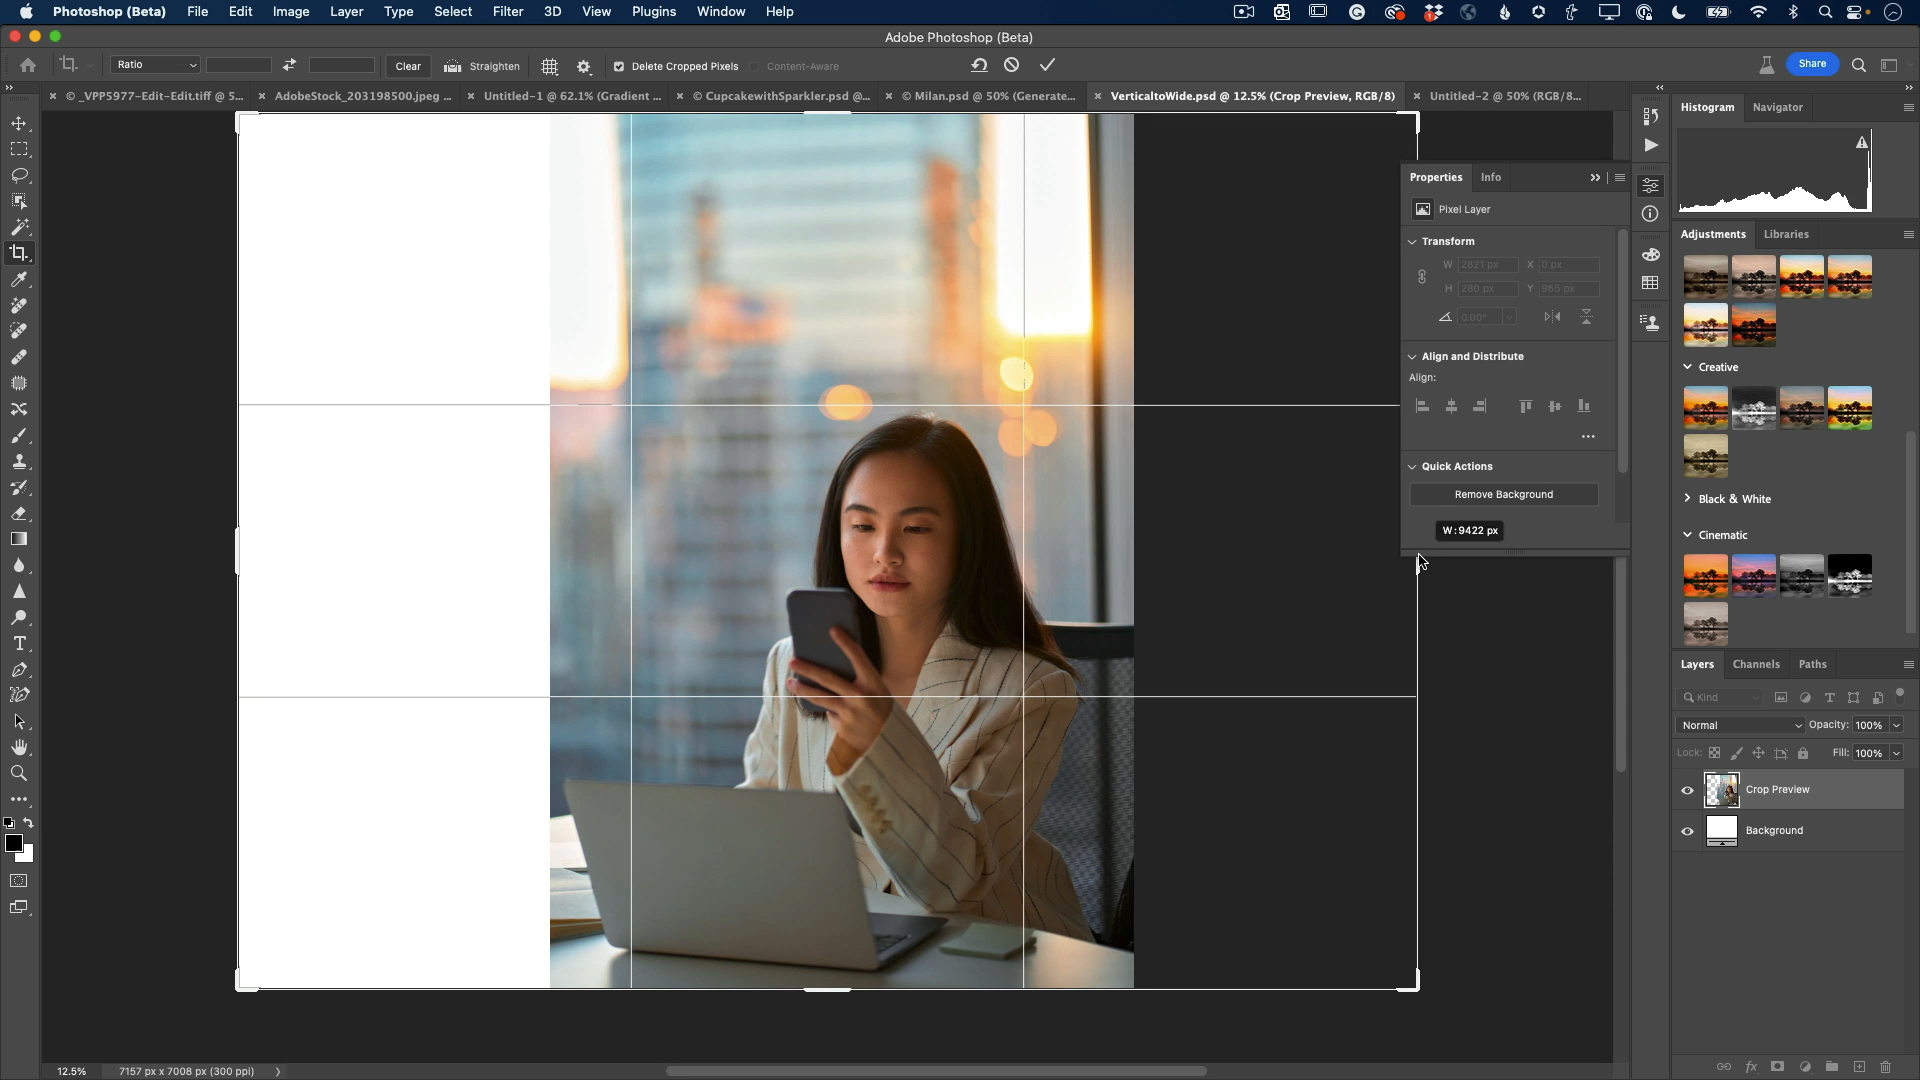 Photoshop (Beta) File Edit Image Layer Type Select Filter 3D View Plugins Window Help
Adobe Photoshop (Beta)
Ratio Clear Straighten Delete Cropped Pixels Content-Aware Share
× © _VPP5977-Edit-Edit.tiff @ 5... × AdobeStock_203198500.jpeg ... × Untitled-1 @ 62.1% (Gradient ... × © CupcakewithSparkler.psd @... × © Milan.psd @ 50% (Generate... × VerticaltoWide.psd @ 12.5% (Crop Preview, RGB/8) × Untitled-2 @ 50% (RGB/8...
Histogram Navigator
Properties Info
Pixel Layer
Transform
W 2821 px X 0 px
H 280 px Y 965 px
0.00°
Align and Distribute
Align:
Quick Actions
Remove Background
W : 9422 px
Adjustments Libraries
Creative
Black & White
Cinematic
Layers Channels Paths
Kind
Normal Opacity: 100%
Lock: Fill: 100%
Crop Preview
Background
12.5% 7157 px x 7008 px (300 ppi)